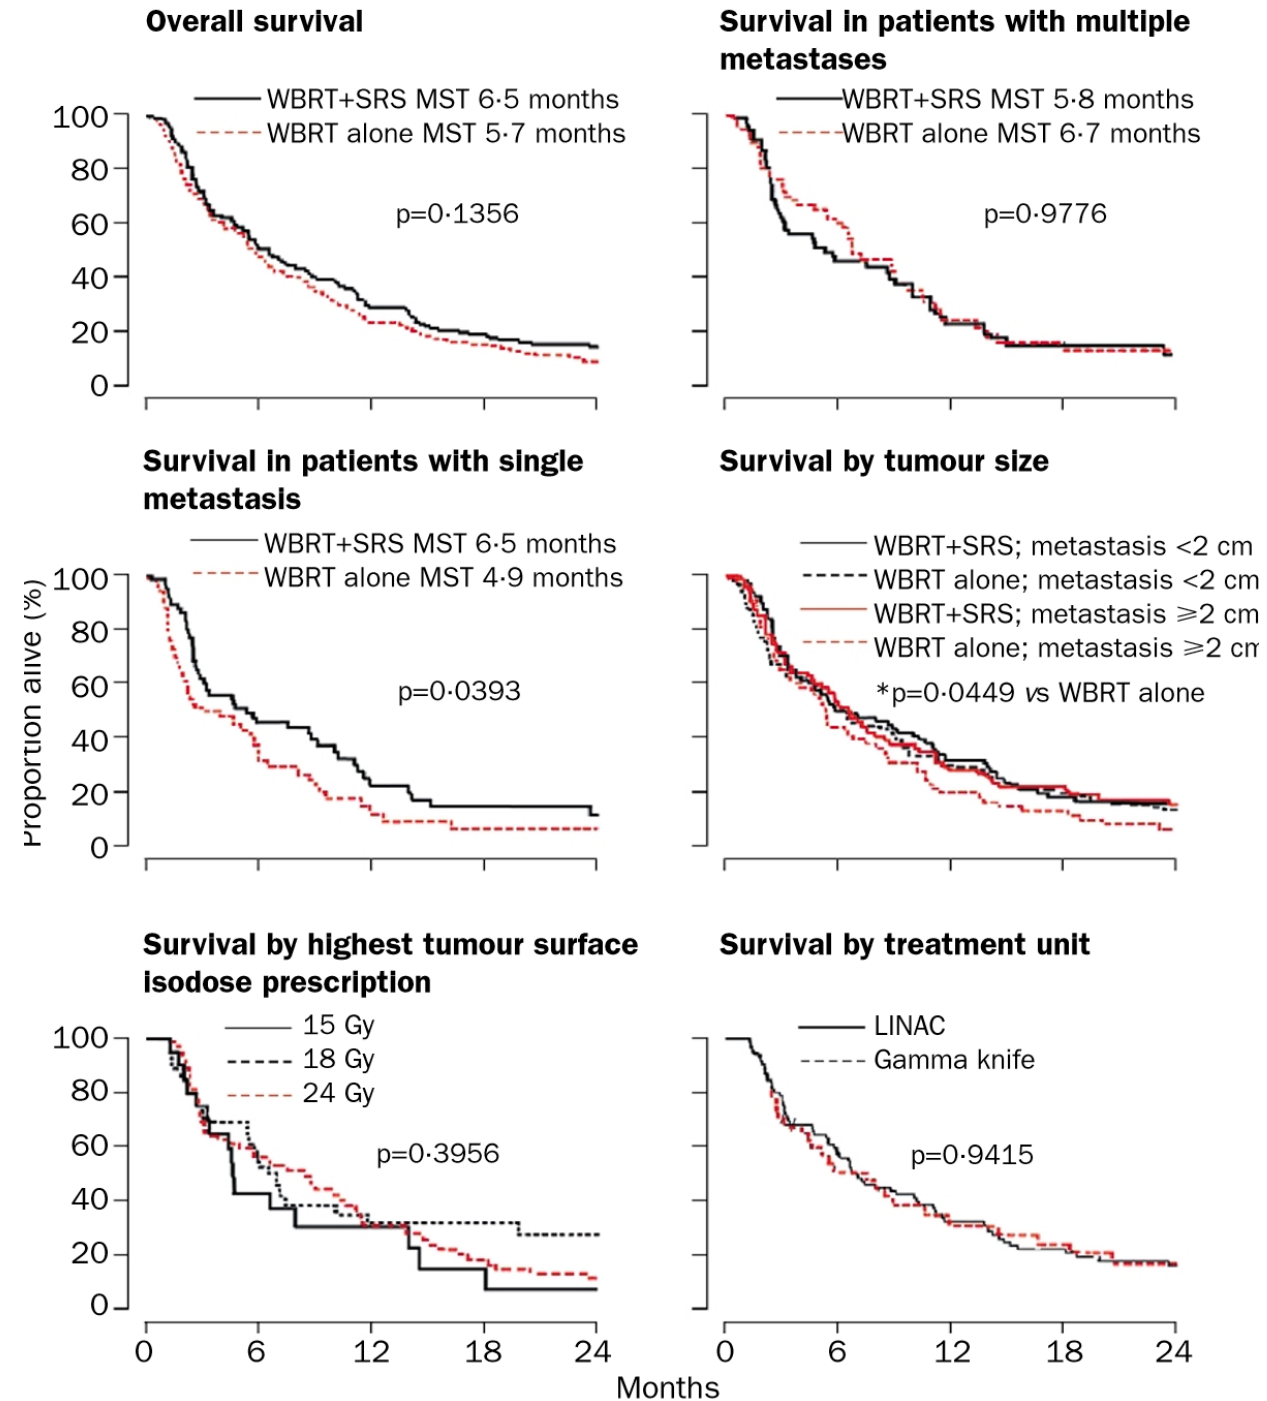 Overall survival
WBRT+SRS MST 6·5 months
WBRT alone MST 5·7 months
100
80
60
40
20
0
p=0·1356
Survival in patients with multiple
metastases
WBRT+SRS MST 5·8 months
WBRT alone MST 6·7 months
p=0·9776
Survival in patients with single
metastasis
WBRT+SRS MST 6·5 months
WBRT alone MST 4·9 months
Proportion alive (%)
100
80
60
40
20
0
p=0·0393
Survival by tumour size
WBRT+SRS; metastasis <2 cm
WBRT alone; metastasis <2 cm
WBRT+SRS; metastasis ⩾2 cm
WBRT alone; metastasis ⩾2 cm
*p=0·0449 vs WBRT alone
Survival by highest tumour surface
isodose prescription
15 Gy
18 Gy
24 Gy
100
80
60
40
20
0
p=0·3956
0 6 12 18 24
Survival by treatment unit
LINAC
Gamma knife
p=0·9415
0 6 12 18 24
Months